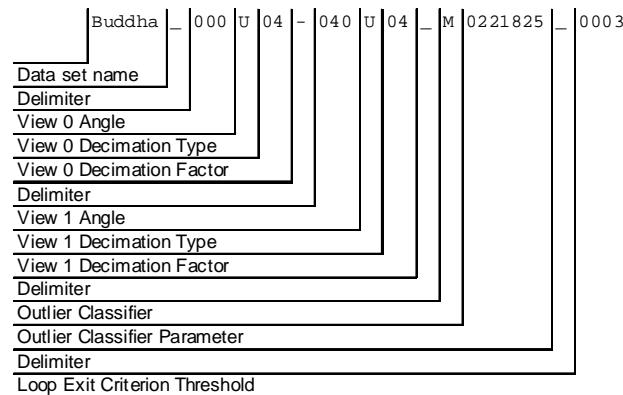 Buddha _ 000 U 04 - 040 U 04 _ M 0221825 _ 0003
Data set name
Delimiter
View 0 Angle
View 0 Decimation Type
View 0 Decimation Factor
Delimiter
View 1 Angle
View 1 Decimation Type
View 1 Decimation Factor
Delimiter
Outlier Classifier
Outlier Classifier Parameter
Delimiter
Loop Exit Criterion Threshold